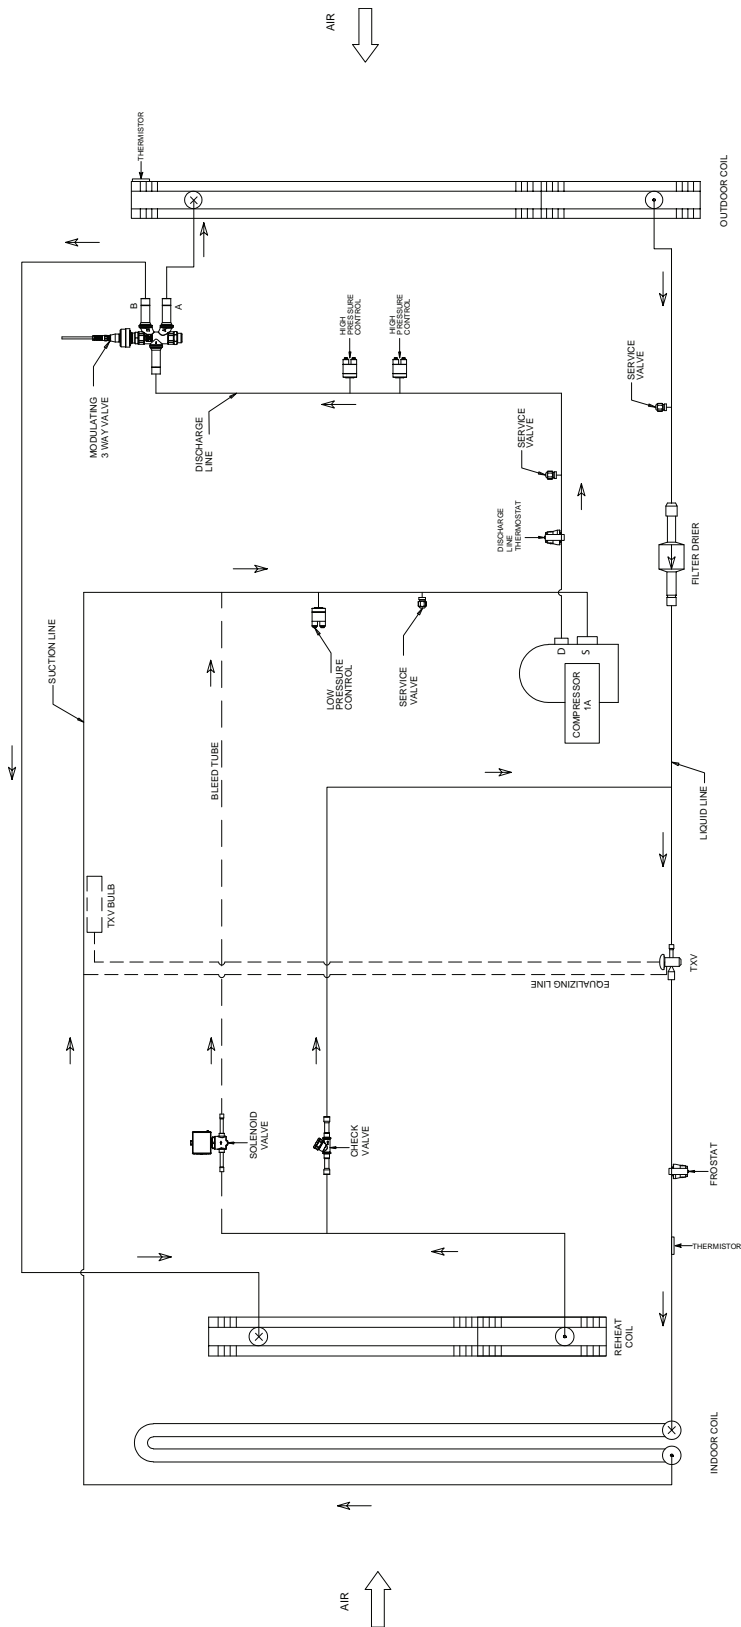 AIR
THERMISTOR
OUTDOOR COIL
B
A
MODULATING
3 WAY VALVE
HIGH
PRESSURE
CONTROL
HIGH
PRESSURE
CONTROL
DISCHARGE
LINE
SERVICE
VALVE
SERVICE
VALVE
DISCHARGE
LINE
THERMOSTAT
FILTER DRIER
SUCTION LINE
LOW
PRESSURE
CONTROL
SERVICE
VALVE
D
S
COMPRESSOR
1A
BLEED TUBE
LIQUID LINE
TXV BULB
TXV
EQUALIZING LINE
SOLENOID
VALVE
CHECK
VALVE
FROSTAT
THERMISTOR
REHEAT
COIL
INDOOR COIL
AIR